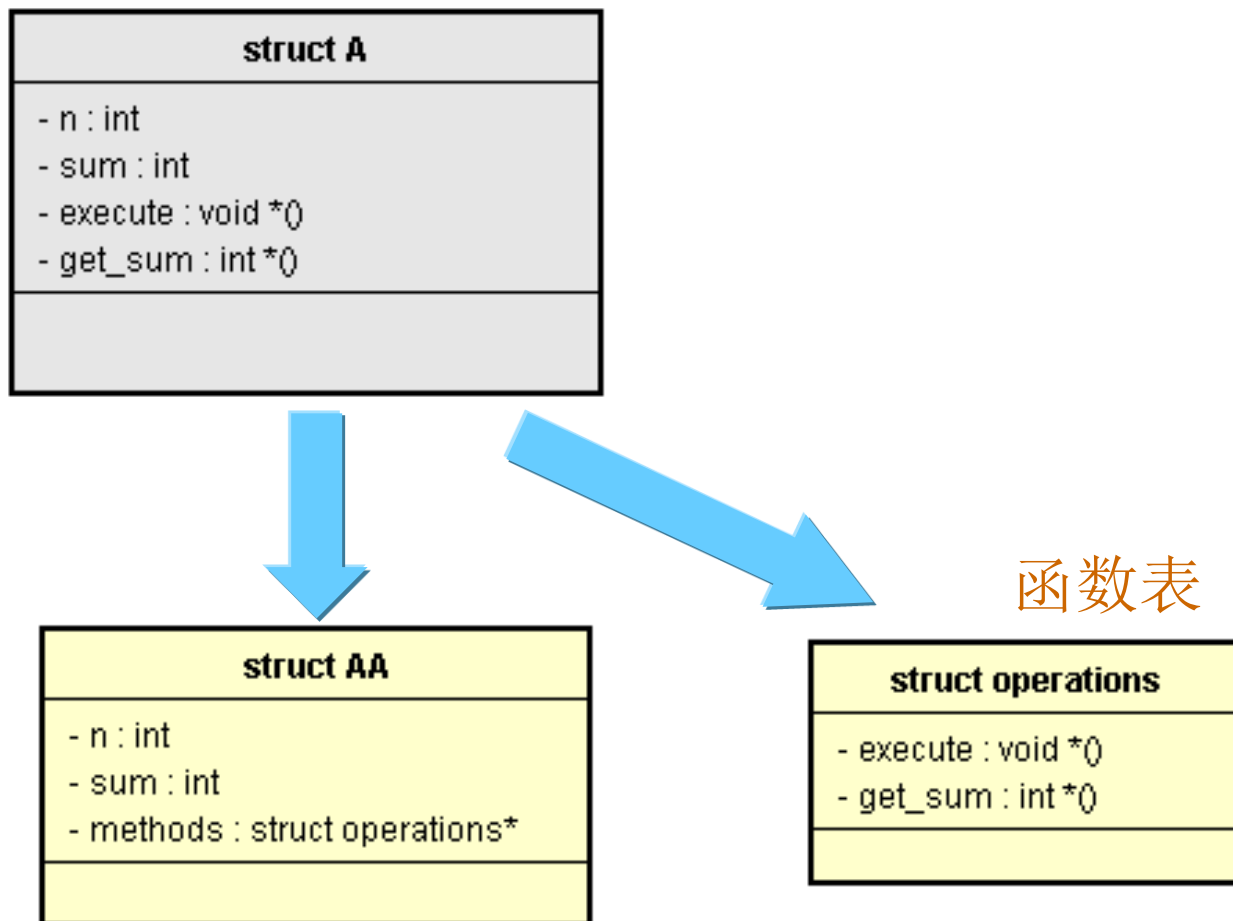 struct A
- n : int
- sum : int
- execute : void *()
- get_sum : int *()
函数表
struct AA
- n : int
- sum : int
- methods : struct operations*
struct operations
- execute : void *()
- get_sum : int *()